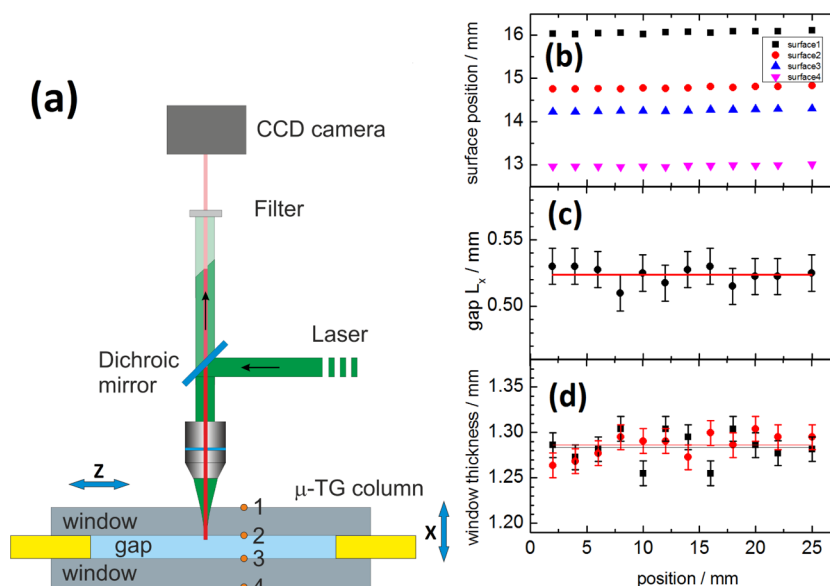 (a)
CCD camera
Filter
Laser
Dichroic
mirror
Z
μ-TG column
X
window
gap
window
1
2
3
4
(b)
surface position / mm
16
15
14
13
surface1
surface2
surface3
surface4
(c)
gap Lx / mm
0.55
0.50
(d)
window thickness / mm
1.35
1.30
1.25
1.20
0 5 10 15 20 25
position / mm